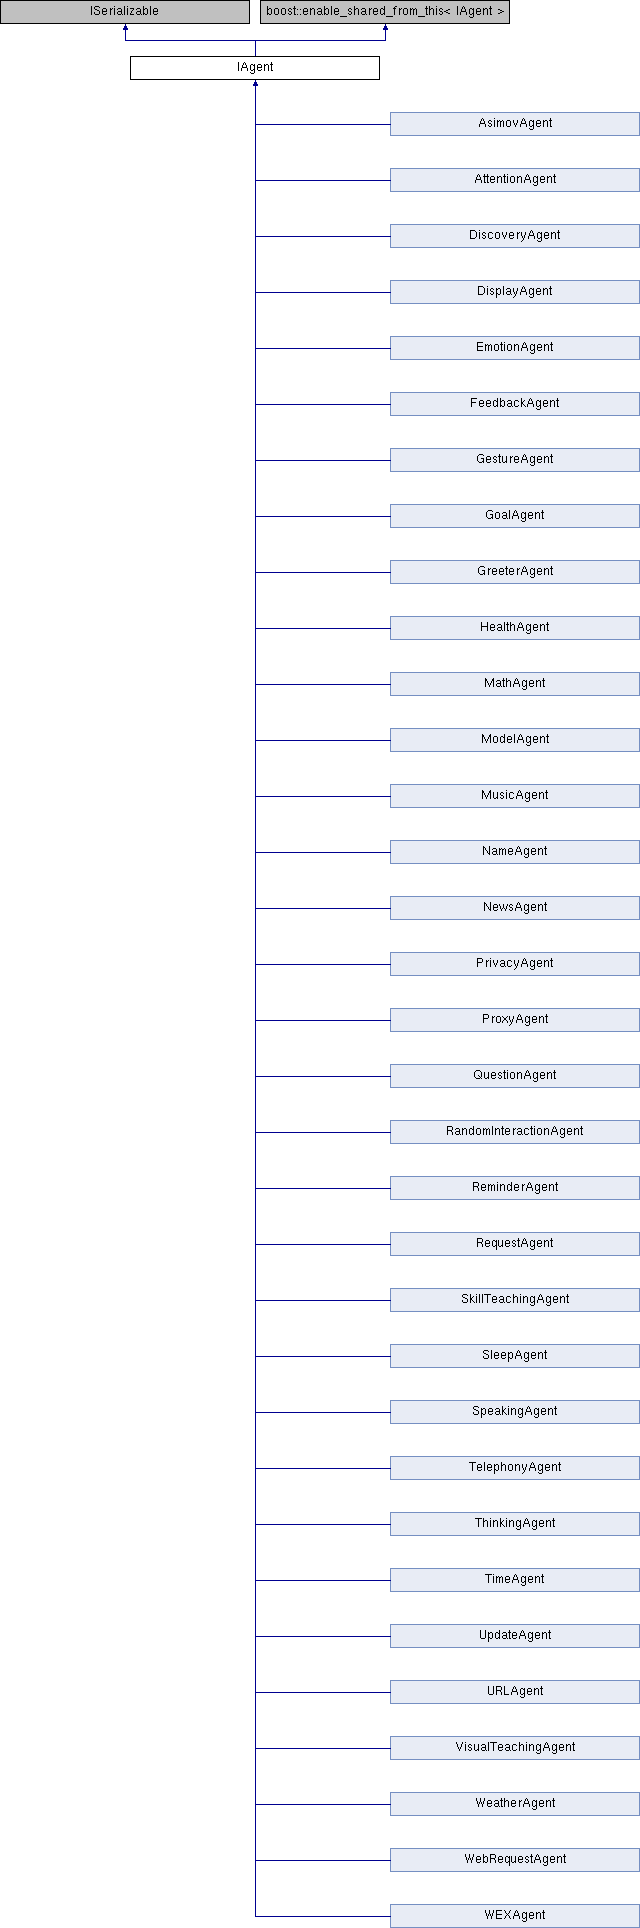 ISerializable
boost::enable_shared_from_this< IAgent >
IAgent
AsimovAgent
AttentionAgent
DiscoveryAgent
DisplayAgent
EmotionAgent
FeedbackAgent
GestureAgent
GoalAgent
GreeterAgent
HealthAgent
MathAgent
ModelAgent
MusicAgent
NameAgent
NewsAgent
PrivacyAgent
ProxyAgent
QuestionAgent
RandomInteractionAgent
ReminderAgent
RequestAgent
SkillTeachingAgent
SleepAgent
SpeakingAgent
TelephonyAgent
ThinkingAgent
TimeAgent
UpdateAgent
URLAgent
VisualTeachingAgent
WeatherAgent
WebRequestAgent
WEXAgent